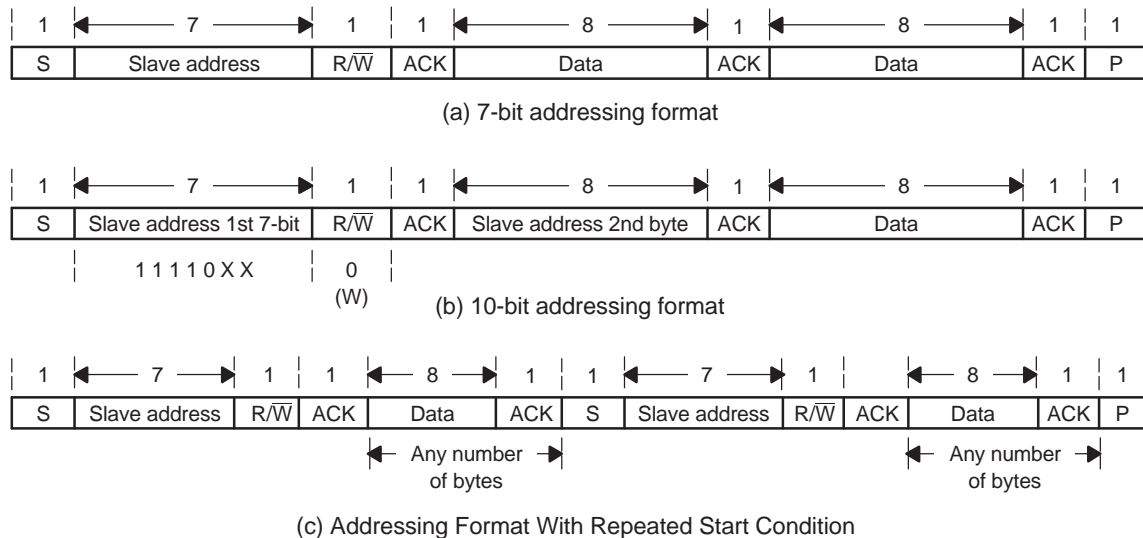 1 7 1 1 8 1 8 1 1
S Slave address R/W̅ ACK Data ACK Data ACK P
(a) 7-bit addressing format
1 7 1 1 8 1 8 1 1
S Slave address 1st 7-bit R/W̅ ACK Slave address 2nd byte ACK Data ACK P
1 1 1 1 0 X X 0
(W)
(b) 10-bit addressing format
1 7 1 1 8 1 1 7 1 8 1 1
S Slave address R/W̅ ACK Data ACK S Slave address R/W̅ ACK Data ACK P
Any number Any number
of bytes of bytes
(c) Addressing Format With Repeated Start Condition